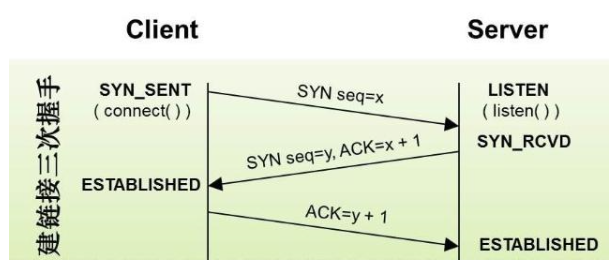 Client
Server
建链接三次握手
SYN_SENT
( connect( ) )
SYN seq=x
LISTEN
( listen( ) )
SYN_RCVD
SYN seq=y, ACK=x + 1
ESTABLISHED
ACK=y + 1
ESTABLISHED